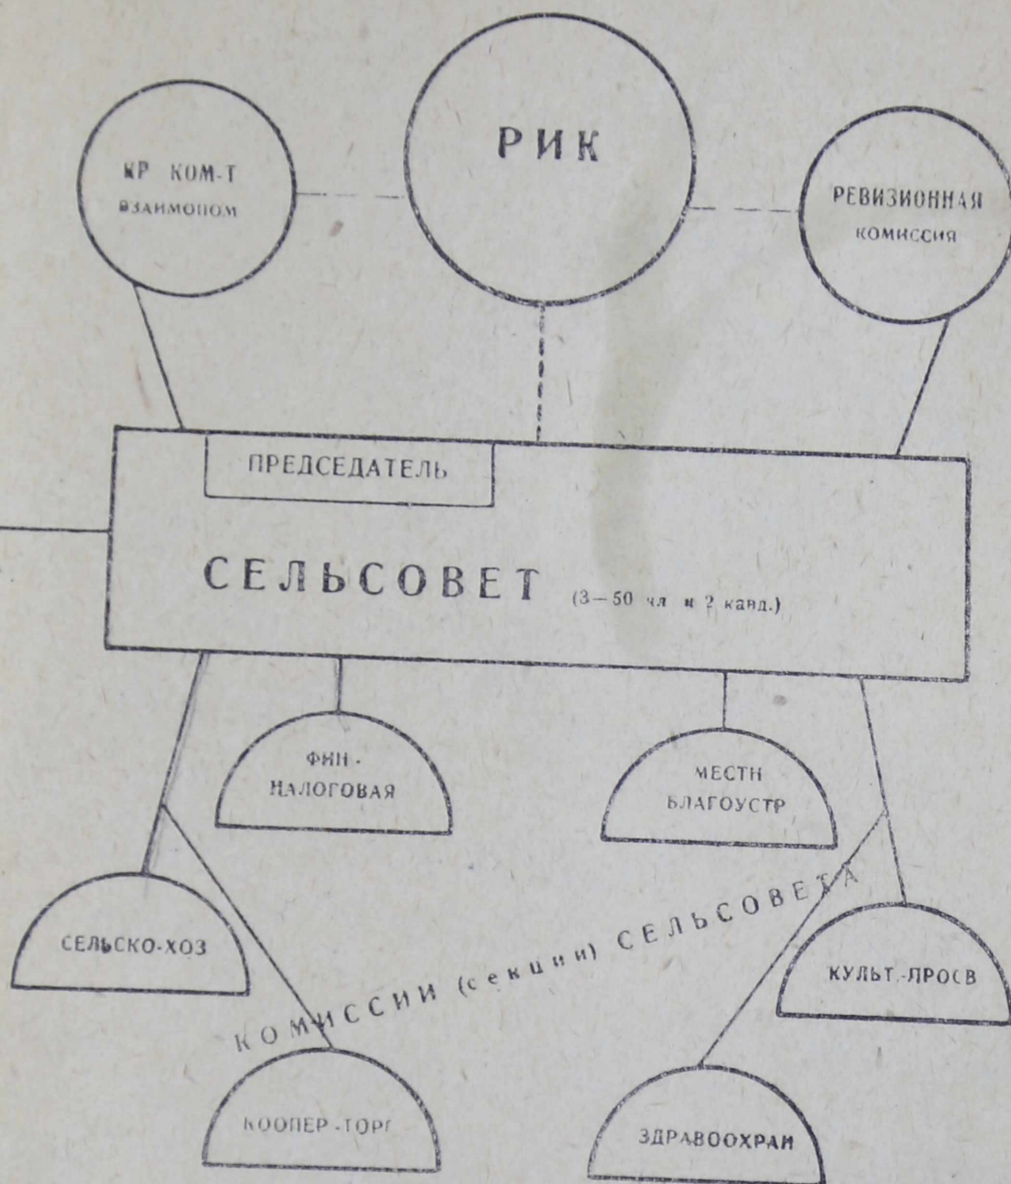 РИК
КР КОМ-Т
ВЗАИМОПОМ
РЕВИЗИОННАЯ
КОМИССИЯ
ПРЕДСЕДАТЕЛЬ
СЕЛЬСОВЕТ (3—50 чл и 2 канд.)
ФИН-
НАЛОГОВАЯ
МЕСТН
БЛАГОУСТР
СЕЛЬСКО-ХОЗ
КУЛЬТ.-ПРОСВ
КОМИССИИ (секции) СЕЛЬСОВЕТА
КООПЕР-ТОРГ
ЗДРАВООХРАН